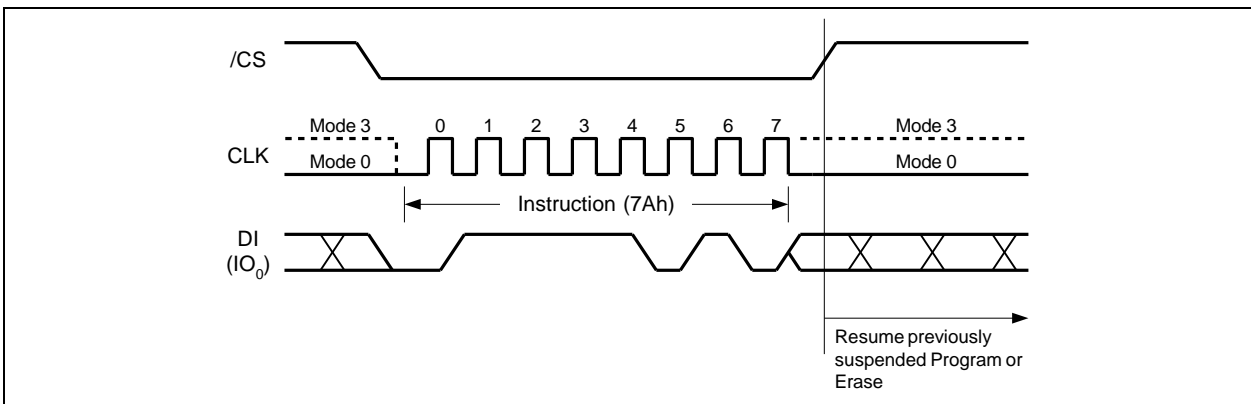 /CS
Mode 3
0 1 2 3 4 5 6 7
Mode 3
CLK
Mode 0
Mode 0
Instruction (7Ah)
DI
(IO0)
Resume previously
suspended Program or
Erase